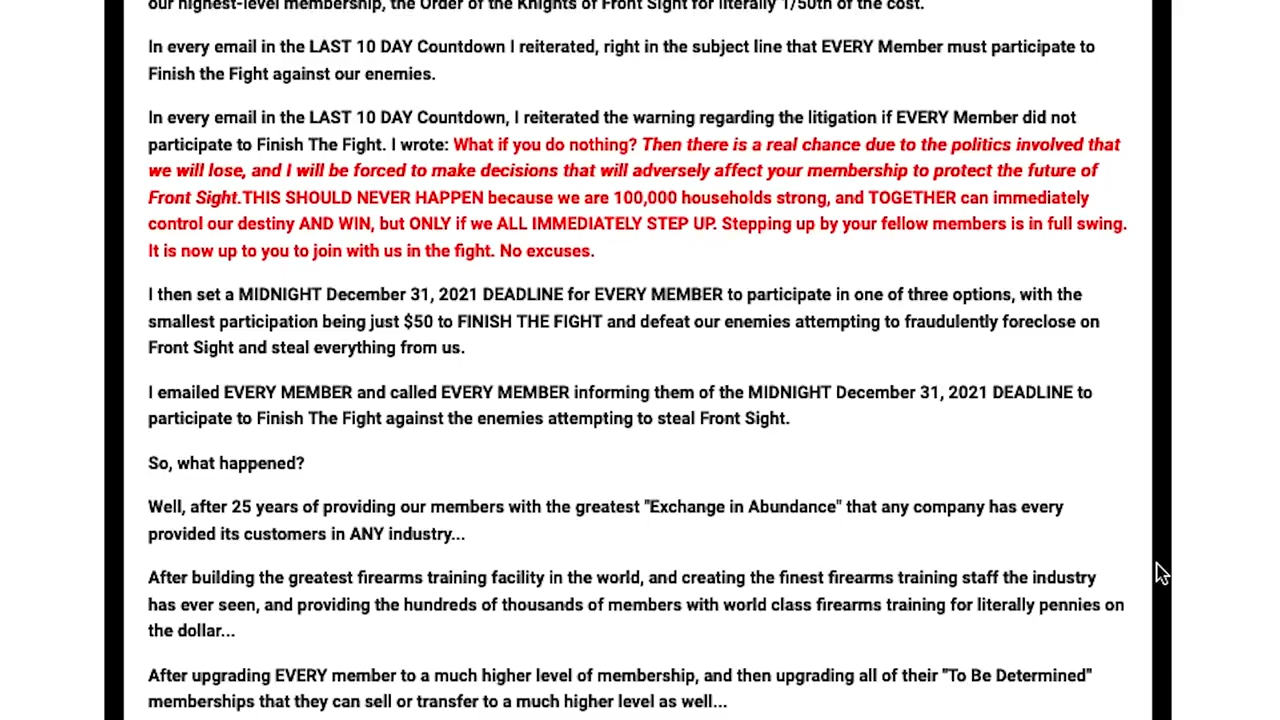 our highest-level membership, the Order of the Knights of Front Sight for literally 1/50th of the cost.
In every email in the LAST 10 DAY Countdown I reiterated, right in the subject line that EVERY Member must participate to
Finish the Fight against our enemies.
In every email in the LAST 10 DAY Countdown, I reiterated the warning regarding the litigation if EVERY Member did not
participate to Finish The Fight. I wrote: What if you do nothing? Then there is a real chance due to the politics involved that
we will lose, and I will be forced to make decisions that will adversely affect your membership to protect the future of
Front Sight.THIS SHOULD NEVER HAPPEN because we are 100,000 households strong, and TOGETHER can immediately
control our destiny AND WIN, but ONLY if we ALL IMMEDIATELY STEP UP. Stepping up by your fellow members is in full swing.
It is now up to you to join with us in the fight. No excuses.
I then set a MIDNIGHT December 31, 2021 DEADLINE for EVERY MEMBER to participate in one of three options, with the
smallest participation being just $50 to FINISH THE FIGHT and defeat our enemies attempting to fraudulently foreclose on
Front Sight and steal everything from us.
I emailed EVERY MEMBER and called EVERY MEMBER informing them of the MIDNIGHT December 31, 2021 DEADLINE to
participate to Finish The Fight against the enemies attempting to steal Front Sight.
So, what happened?
Well, after 25 years of providing our members with the greatest "Exchange in Abundance" that any company has every
provided its customers in ANY industry...
After building the greatest firearms training facility in the world, and creating the finest firearms training staff the industry
has ever seen, and providing the hundreds of thousands of members with world class firearms training for literally pennies on
the dollar...
After upgrading EVERY member to a much higher level of membership, and then upgrading all of their "To Be Determined"
memberships that they can sell or transfer to a much higher level as well...